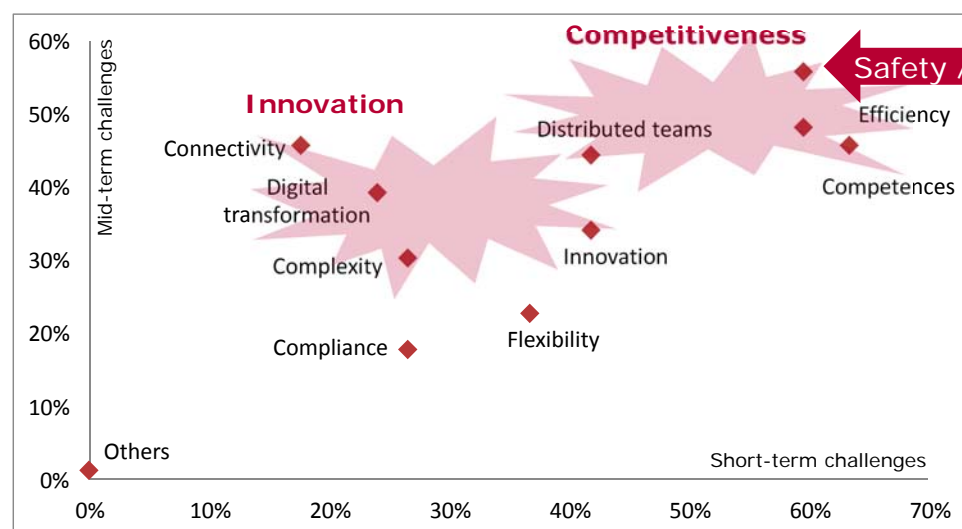 60%
50%
40%
30%
20%
10%
0%
Mid-term challenges
Competitiveness
Safety
Innovation
Efficiency
Distributed teams
Connectivity
Digital
transformation
Competences
Innovation
Complexity
Flexibility
Compliance
Others
Short-term challenges
0%
10%
20%
30%
40%
50%
60%
70%